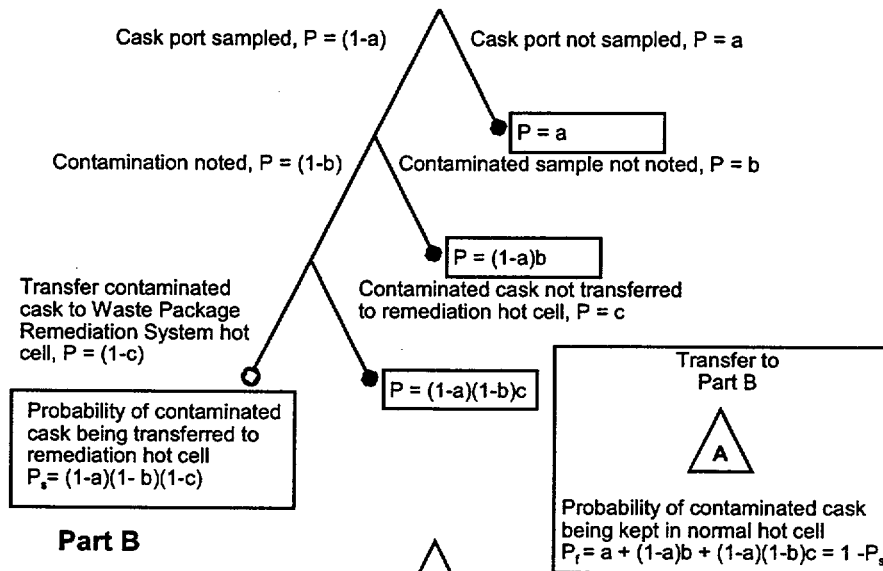 Cask port sampled, P = (1-a)
Cask port not sampled, P = a
P = a
Contamination noted, P = (1-b)
Contaminated sample not noted, P = b
P = (1-a)b
Transfer contaminated
cask to Waste Package
Remediation System hot
cell, P = (1-c)
Contaminated cask not transferred
to remediation hot cell, P = c
P = (1-a)(1-b)c
Probability of contaminated
cask being transferred to
remediation hot cell
Pₛ= (1-a)(1- b)(1-c)
Transfer to
Part B
A
Probability of contaminated cask
being kept in normal hot cell
P_f = a + (1-a)b + (1-a)(1-b)c = 1 -Pₛ
Part B